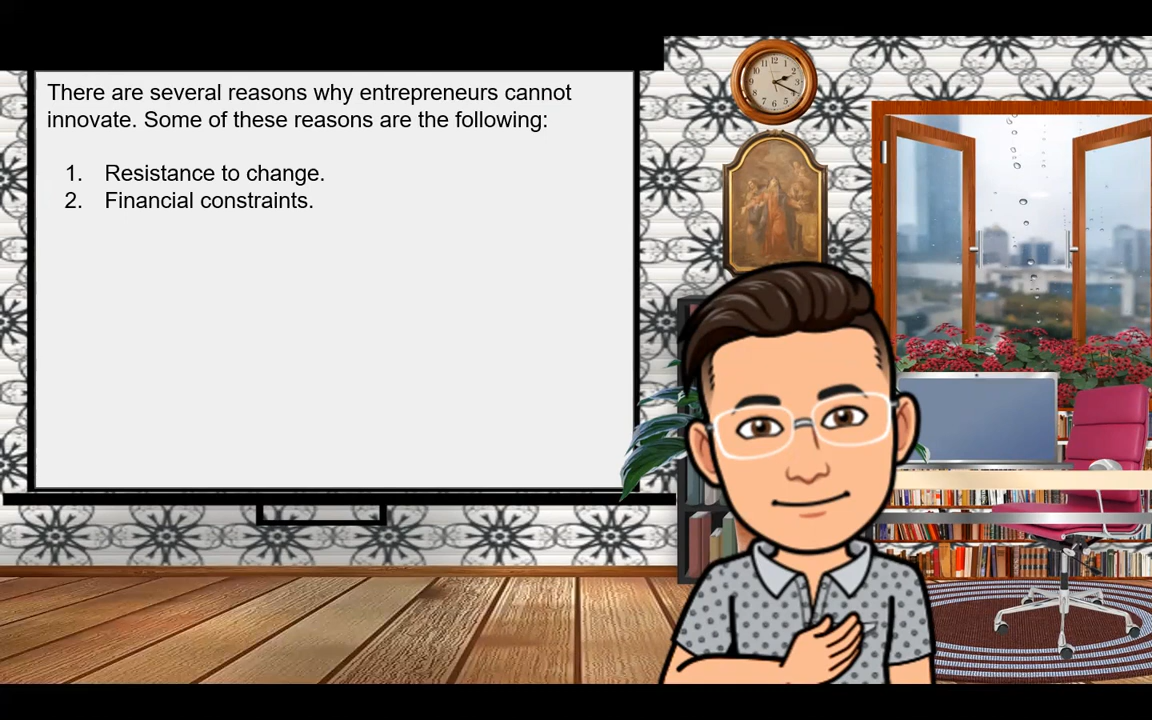 There are several reasons why entrepreneurs cannot
innovate. Some of these reasons are the following:
1. Resistance to change.
2. Financial constraints.